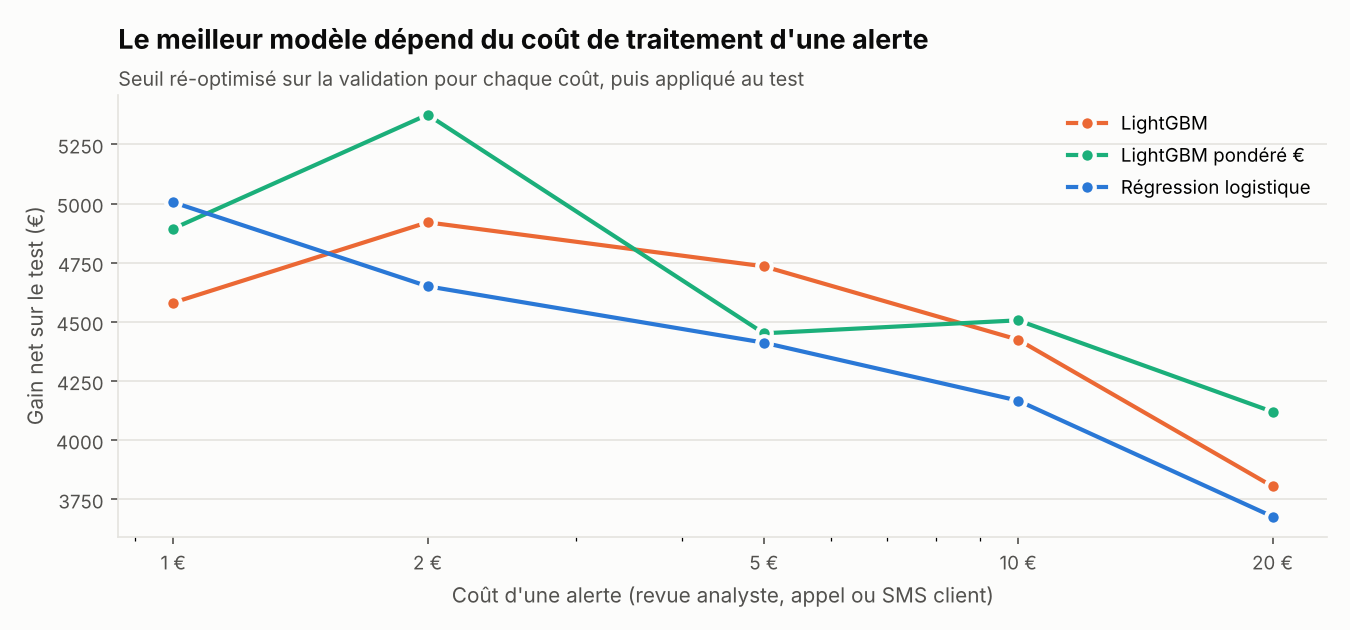 Le meilleur modèle dépend du coût de traitement d'une alerte
Seuil ré-optimisé sur la validation pour chaque coût, puis appliqué au test
LightGBM
LightGBM pondéré €
Régression logistique
Gain net sur le test (€)
5250
5000
4750
4500
4250
4000
3750
1 €
2 €
5 €
10 €
20 €
Coût d'une alerte (revue analyste, appel ou SMS client)